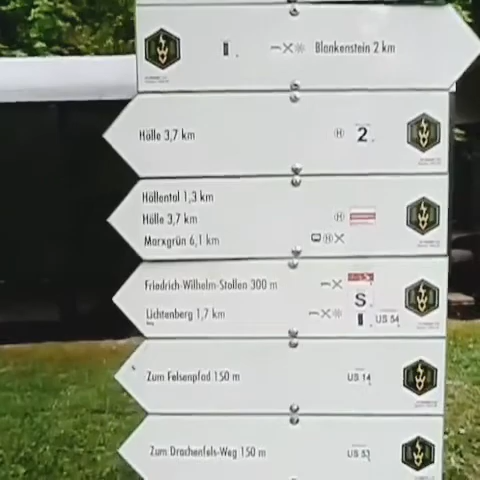 Blankenstein 2 km
Hölle 3,7 km H 2
Höllental 1,3 km
Hölle 3,7 km H
Marxgrün 6,1 km H
Friedrich-Wilhelm-Stollen 300 m
S
Lichtenberg 1,7 km US 54
Zum Felsenpfad 150 m US 14
Zum Drachenfels-Weg 150 m US 53